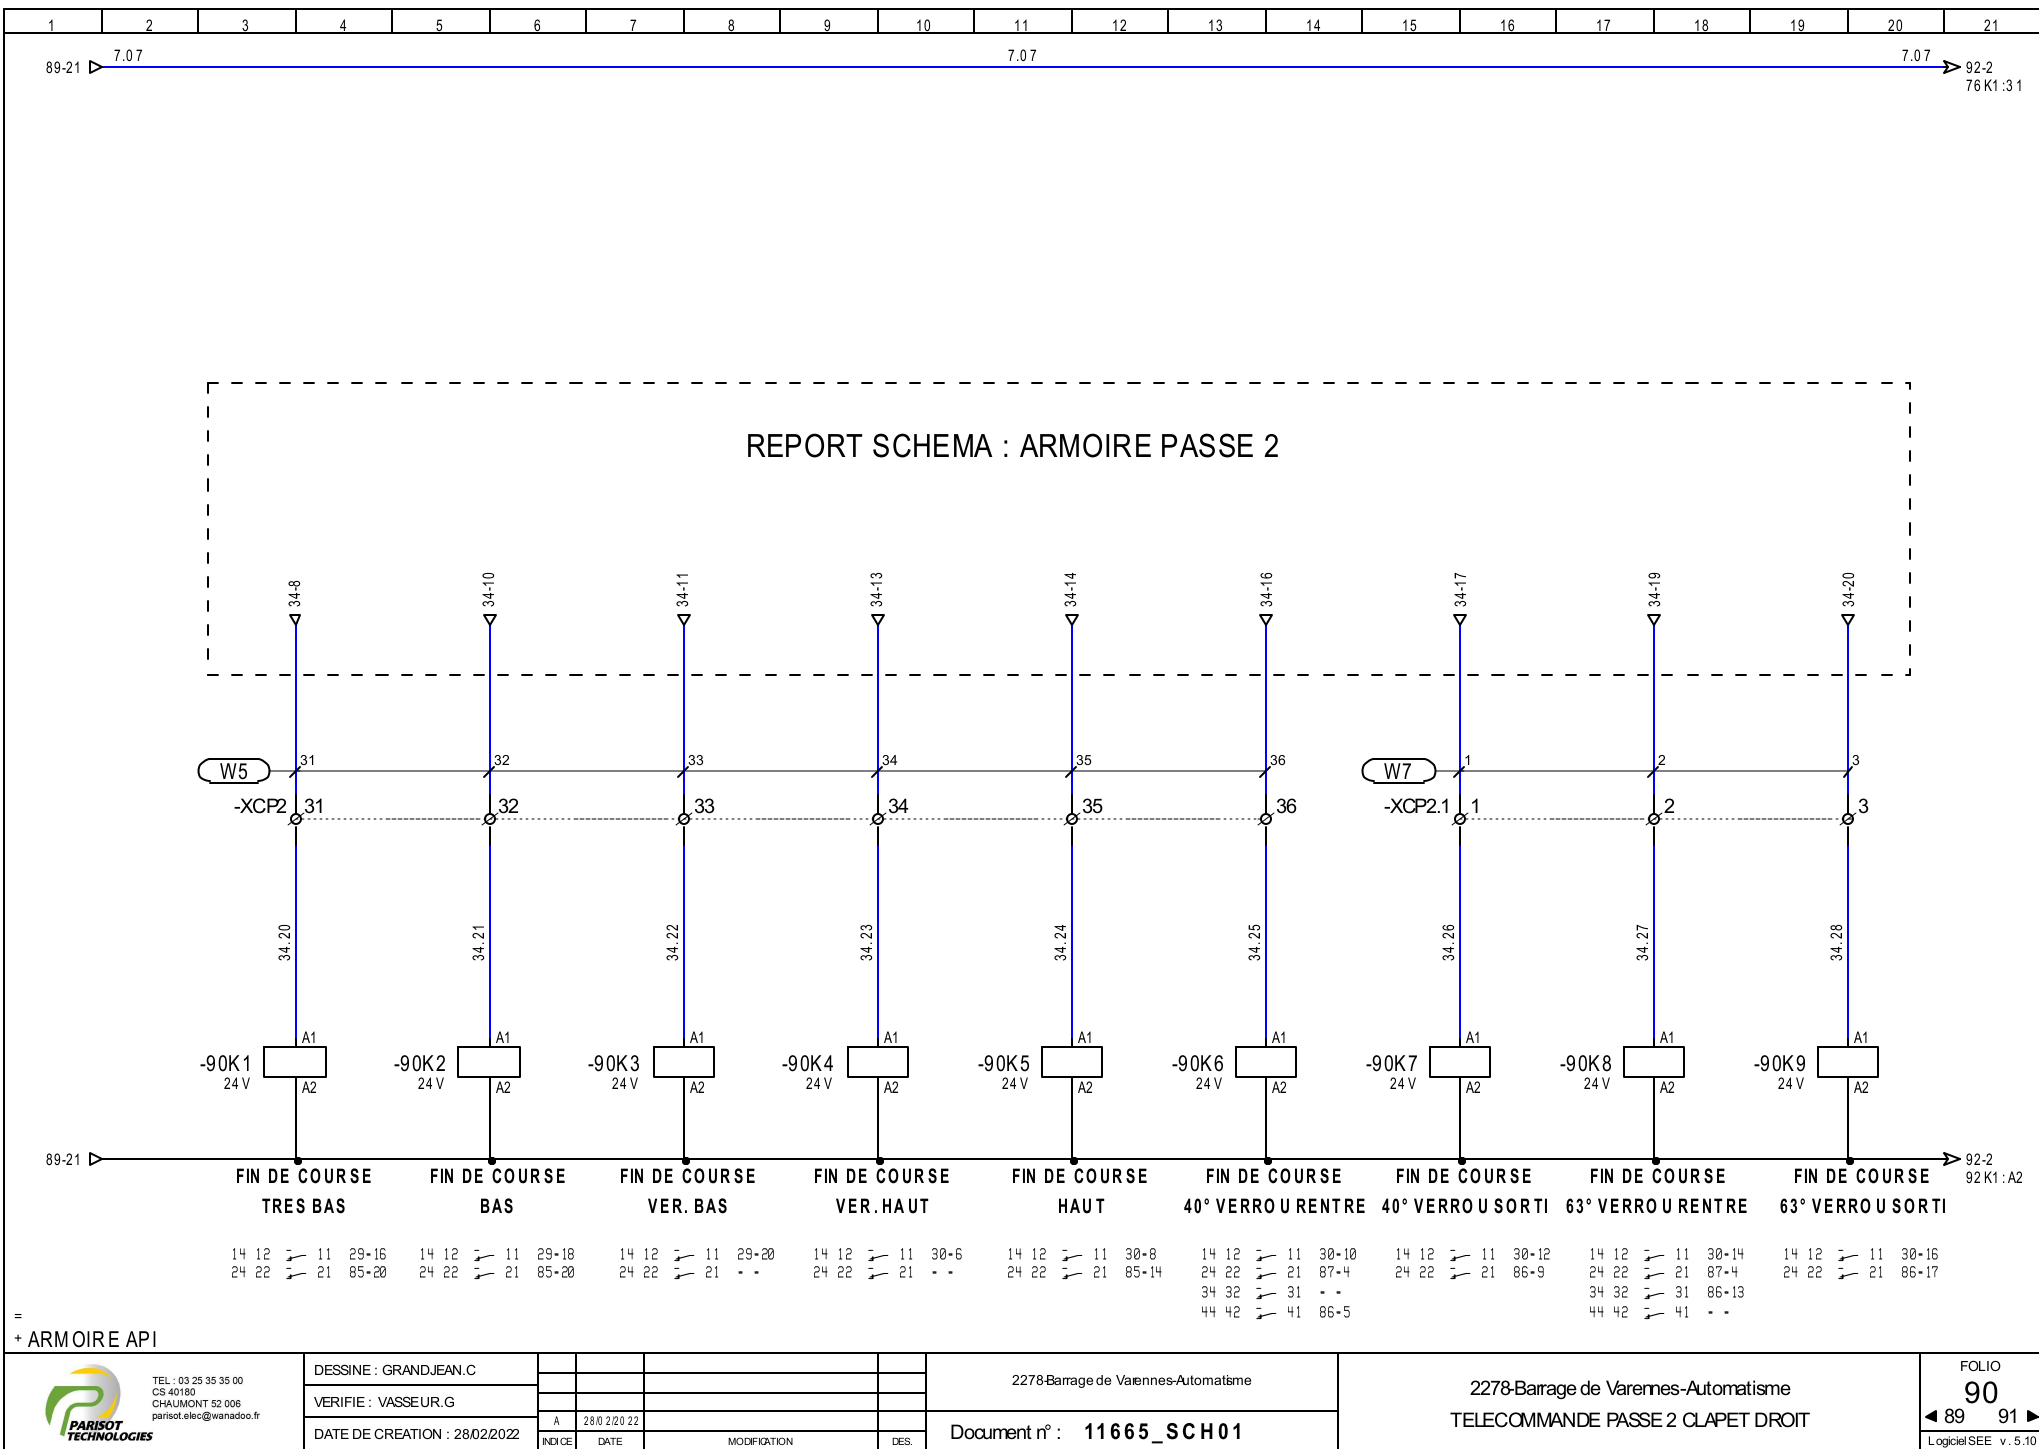 1 2 3 4 5 6 7 8 9 10 11 12 13 14 15 16 17 18 19 20 21
89-21 7.07 7.07 7.07 92-2
76K1:31
REPORT SCHEMA : ARMOIRE PASSE 2
34-8 34-10 34-11 34-13 34-14 34-16 34-17 34-19 34-20
W5 31 32 33 34 35 36 W7 1 2 3
-XCP2 31 32 33 34 35 36 -XCP2.1 1 2 3
34.20 34.21 34.22 34.23 34.24 34.25 34.26 34.27 34.28
A1 A1 A1 A1 A1 A1 A1 A1 A1
-90K1 -90K2 -90K3 -90K4 -90K5 -90K6 -90K7 -90K8 -90K9
24V 24V 24V 24V 24V 24V 24V 24V 24V
A2 A2 A2 A2 A2 A2 A2 A2 A2
89-21 92-2
92K1:A2
FIN DE COURSE FIN DE COURSE FIN DE COURSE FIN DE COURSE FIN DE COURSE FIN DE COURSE FIN DE COURSE FIN DE COURSE FIN DE COURSE
TRES BAS BAS VER. BAS VER. HAUT HAUT 40° VERROU RENTRE 40° VERROU SORTI 63° VERROU RENTRE 63° VERROU SORTI
14 12 11 29-16 14 12 11 29-18 14 12 11 29-20 14 12 11 30-6 14 12 11 30-8 14 12 11 30-10 14 12 11 30-12 14 12 11 30-14 14 12 11 30-16
24 22 21 85-20 24 22 21 85-20 24 22 21 - - 24 22 21 - - 24 22 21 85-14 24 22 21 87-4 24 22 21 86-9 24 22 21 87-4 24 22 21 86-17
34 32 31 - - 34 32 31 86-13
44 42 41 86-5 44 42 41 - -
=
+ ARMOIRE API
PARISOT
TECHNOLOGIES
TEL : 03 25 35 35 00
CS 40180
CHAUMONT 52 006
parisot.elec@wanadoo.fr
DESSINE : GRANDJEAN.C
VERIFIE : VASSEUR.G
DATE DE CREATION : 28/02/2022
A 28/02/2022
INDICE DATE MODIFICATION DES.
2278-Barrage de Varennes-Automatisme
Document n° : 11665_SCH01
2278-Barrage de Varennes-Automatisme
TELECOMMANDE PASSE 2 CLAPET DROIT
FOLIO
90
89 91
Logiciel SEE v. 5.10